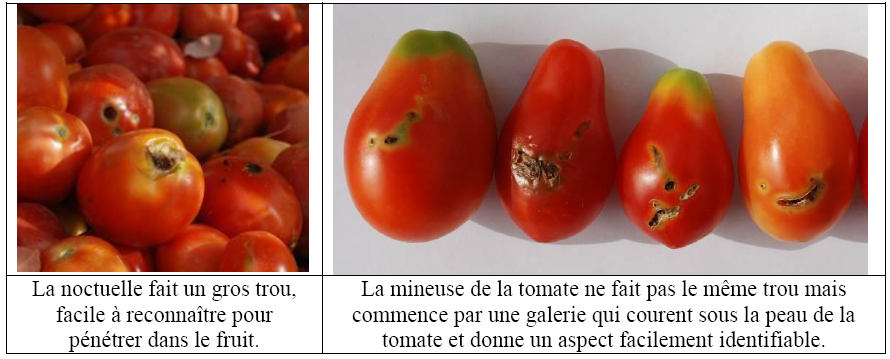 La noctuelle fait un gros trou,
facile à reconnaître pour
pénétrer dans le fruit.
La mineuse de la tomate ne fait pas le même trou mais
commence par une galerie qui courent sous la peau de la
tomate et donne un aspect facilement identifiable.